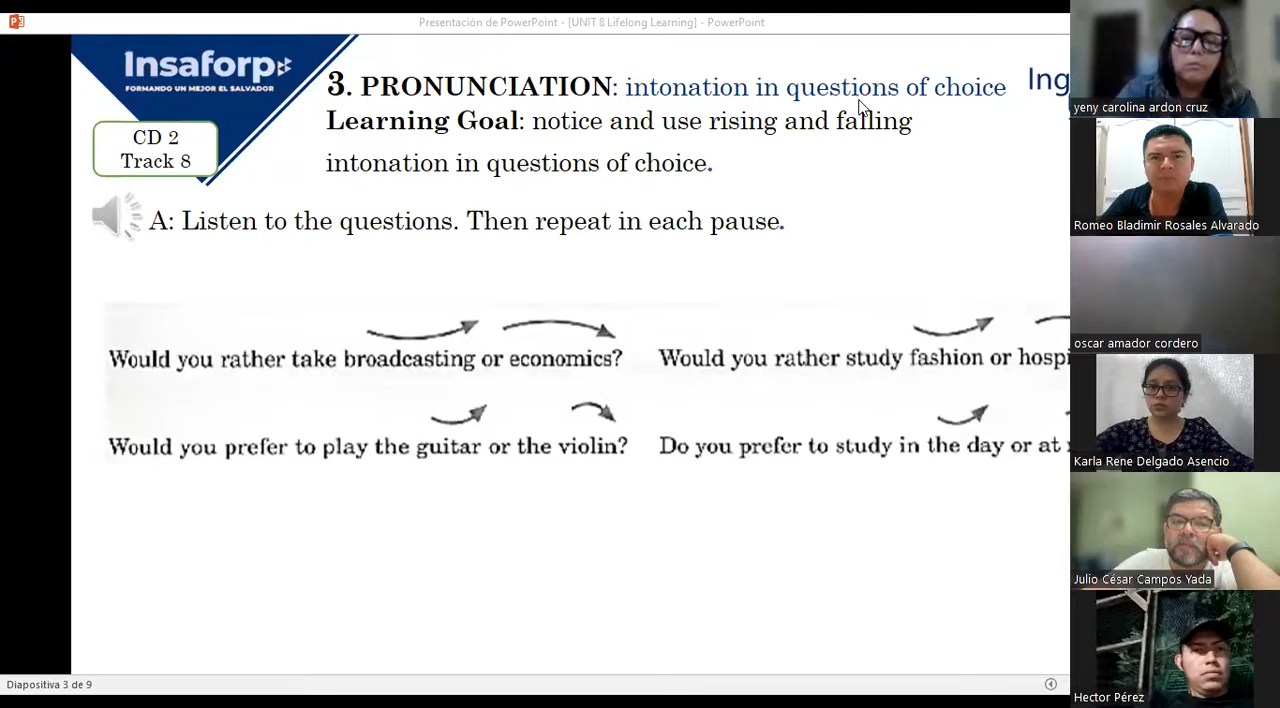 Presentación de PowerPoint - [UNIT 8 Lifelong Learning] - PowerPoint
Insaforp
FORMANDO UN MEJOR EL SALVADOR
CD 2
Track 8
3. PRONUNCIATION: intonation in questions of choice
Ing
Learning Goal: notice and use rising and falling
intonation in questions of choice.
A: Listen to the questions. Then repeat in each pause.
Would you rather take broadcasting or economics?
Would you rather study fashion or hospi
Would you prefer to play the guitar or the violin?
Do you prefer to study in the day or at
Diapositiva 3 de 9
yeny carolina ardon cruz
Romeo Bladimir Rosales Alvarado
oscar amador cordero
Karla Rene Delgado Asencio
Julio César Campos Yada
Hector Pérez